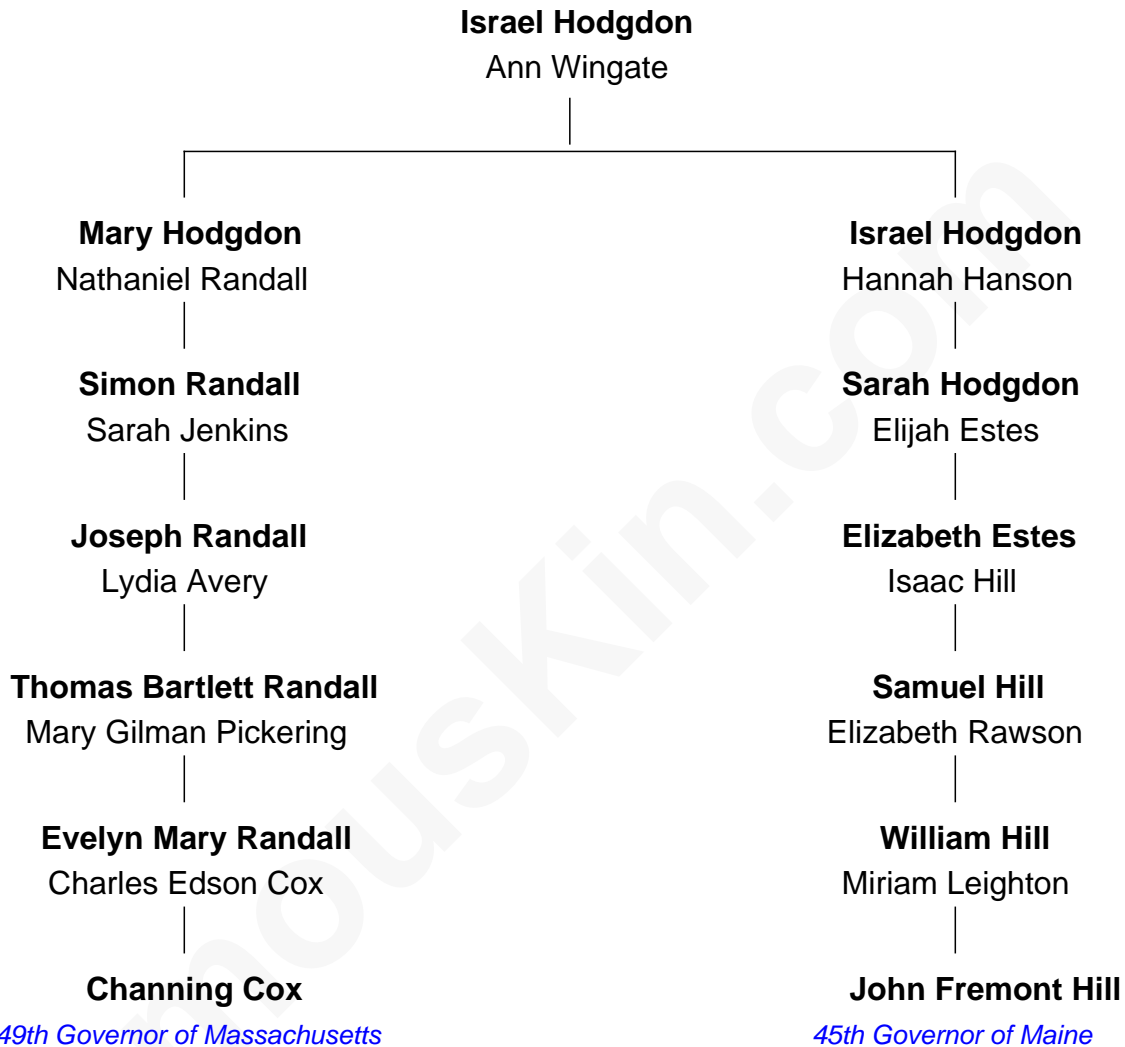 Israel Hodgdon
Ann Wingate
Mary Hodgdon
Nathaniel Randall
Israel Hodgdon
Hannah Hanson
Simon Randall
Sarah Jenkins
Sarah Hodgdon
Elijah Estes
Joseph Randall
Lydia Avery
Elizabeth Estes
Isaac Hill
Thomas Bartlett Randall
Mary Gilman Pickering
Samuel Hill
Elizabeth Rawson
Evelyn Mary Randall
Charles Edson Cox
William Hill
Miriam Leighton
Channing Cox
49th Governor of Massachusetts
John Fremont Hill
45th Governor of Maine
mouskin.com